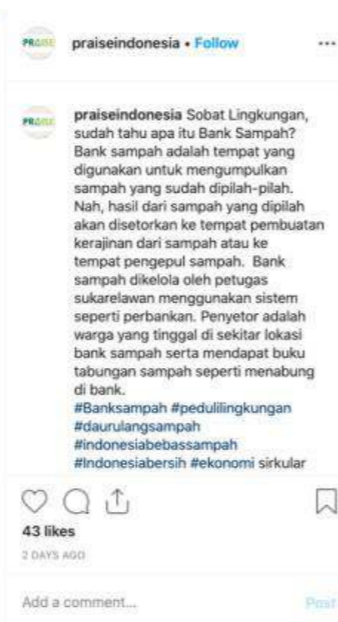 PRAISE
praiseindonesia • Follow
...
PRAISE
praiseindonesia Sobat Lingkungan,
sudah tahu apa itu Bank Sampah?
Bank sampah adalah tempat yang
digunakan untuk mengumpulkan
sampah yang sudah dipilah-pilah.
Nah, hasil dari sampah yang dipilah
akan disetorkan ke tempat pembuatan
kerajinan dari sampah atau ke
tempat pengepul sampah. Bank
sampah dikelola oleh petugas
sukarelawan menggunakan sistem
seperti perbankan. Penyetor adalah
warga yang tinggal di sekitar lokasi
bank sampah serta mendapat buku
tabungan sampah seperti menabung
di bank.
#Banksampah #pedulilingkungan
#daurulangsampah
#indonesiabebassampah
#Indonesiabersih #ekonomi sirkular
43 likes
2 DAYS AGO
Add a comment...
Post